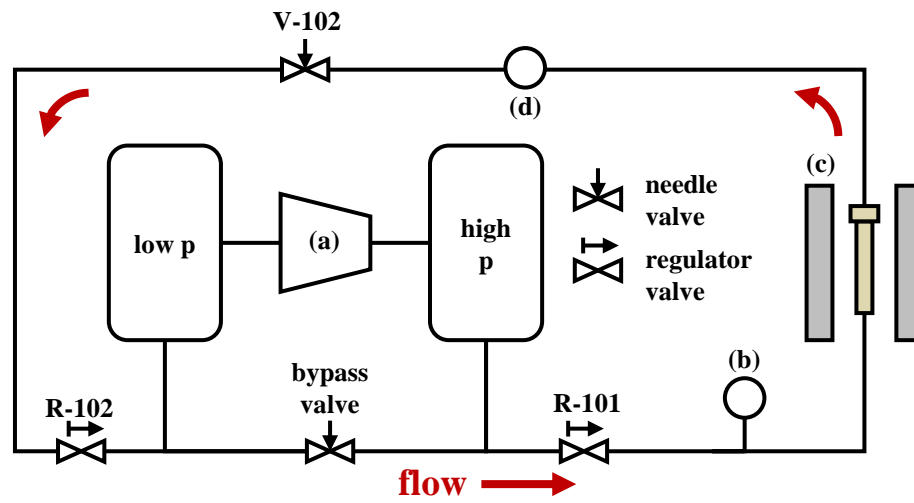 V-102
(d)
(c)
needle
valve
low p
(a)
high
p
regulator
valve
(b)
bypass
valve
R-102
R-101
flow